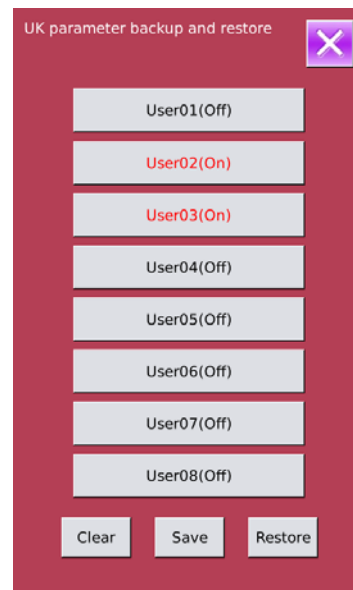 UK parameter backup and restore
User01(Off)
User02(On)
User03(On)
User04(Off)
User05(Off)
User06(Off)
User07(Off)
User08(Off)
Clear Save Restore